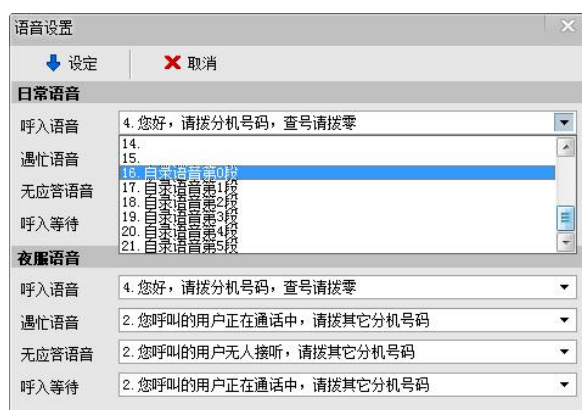 语音设置
设定 取消
日常语音
呼入语音 4.您好，请拨分机号码，查号请拨零
14.
遇忙语音 15.
16.自录语音第0段
无应答语音 17.自录语音第1段
18.自录语音第2段
呼入等待 19.自录语音第3段
20.自录语音第4段
21.自录语音第5段
夜服语音
呼入语音 4.您好，请拨分机号码，查号请拨零
遇忙语音 2.您呼叫的用户正在通话中，请拨其它分机号码
无应答语音 2.您呼叫的用户无人接听，请拨其它分机号码
呼入等待 2.您呼叫的用户正在通话中，请拨其它分机号码